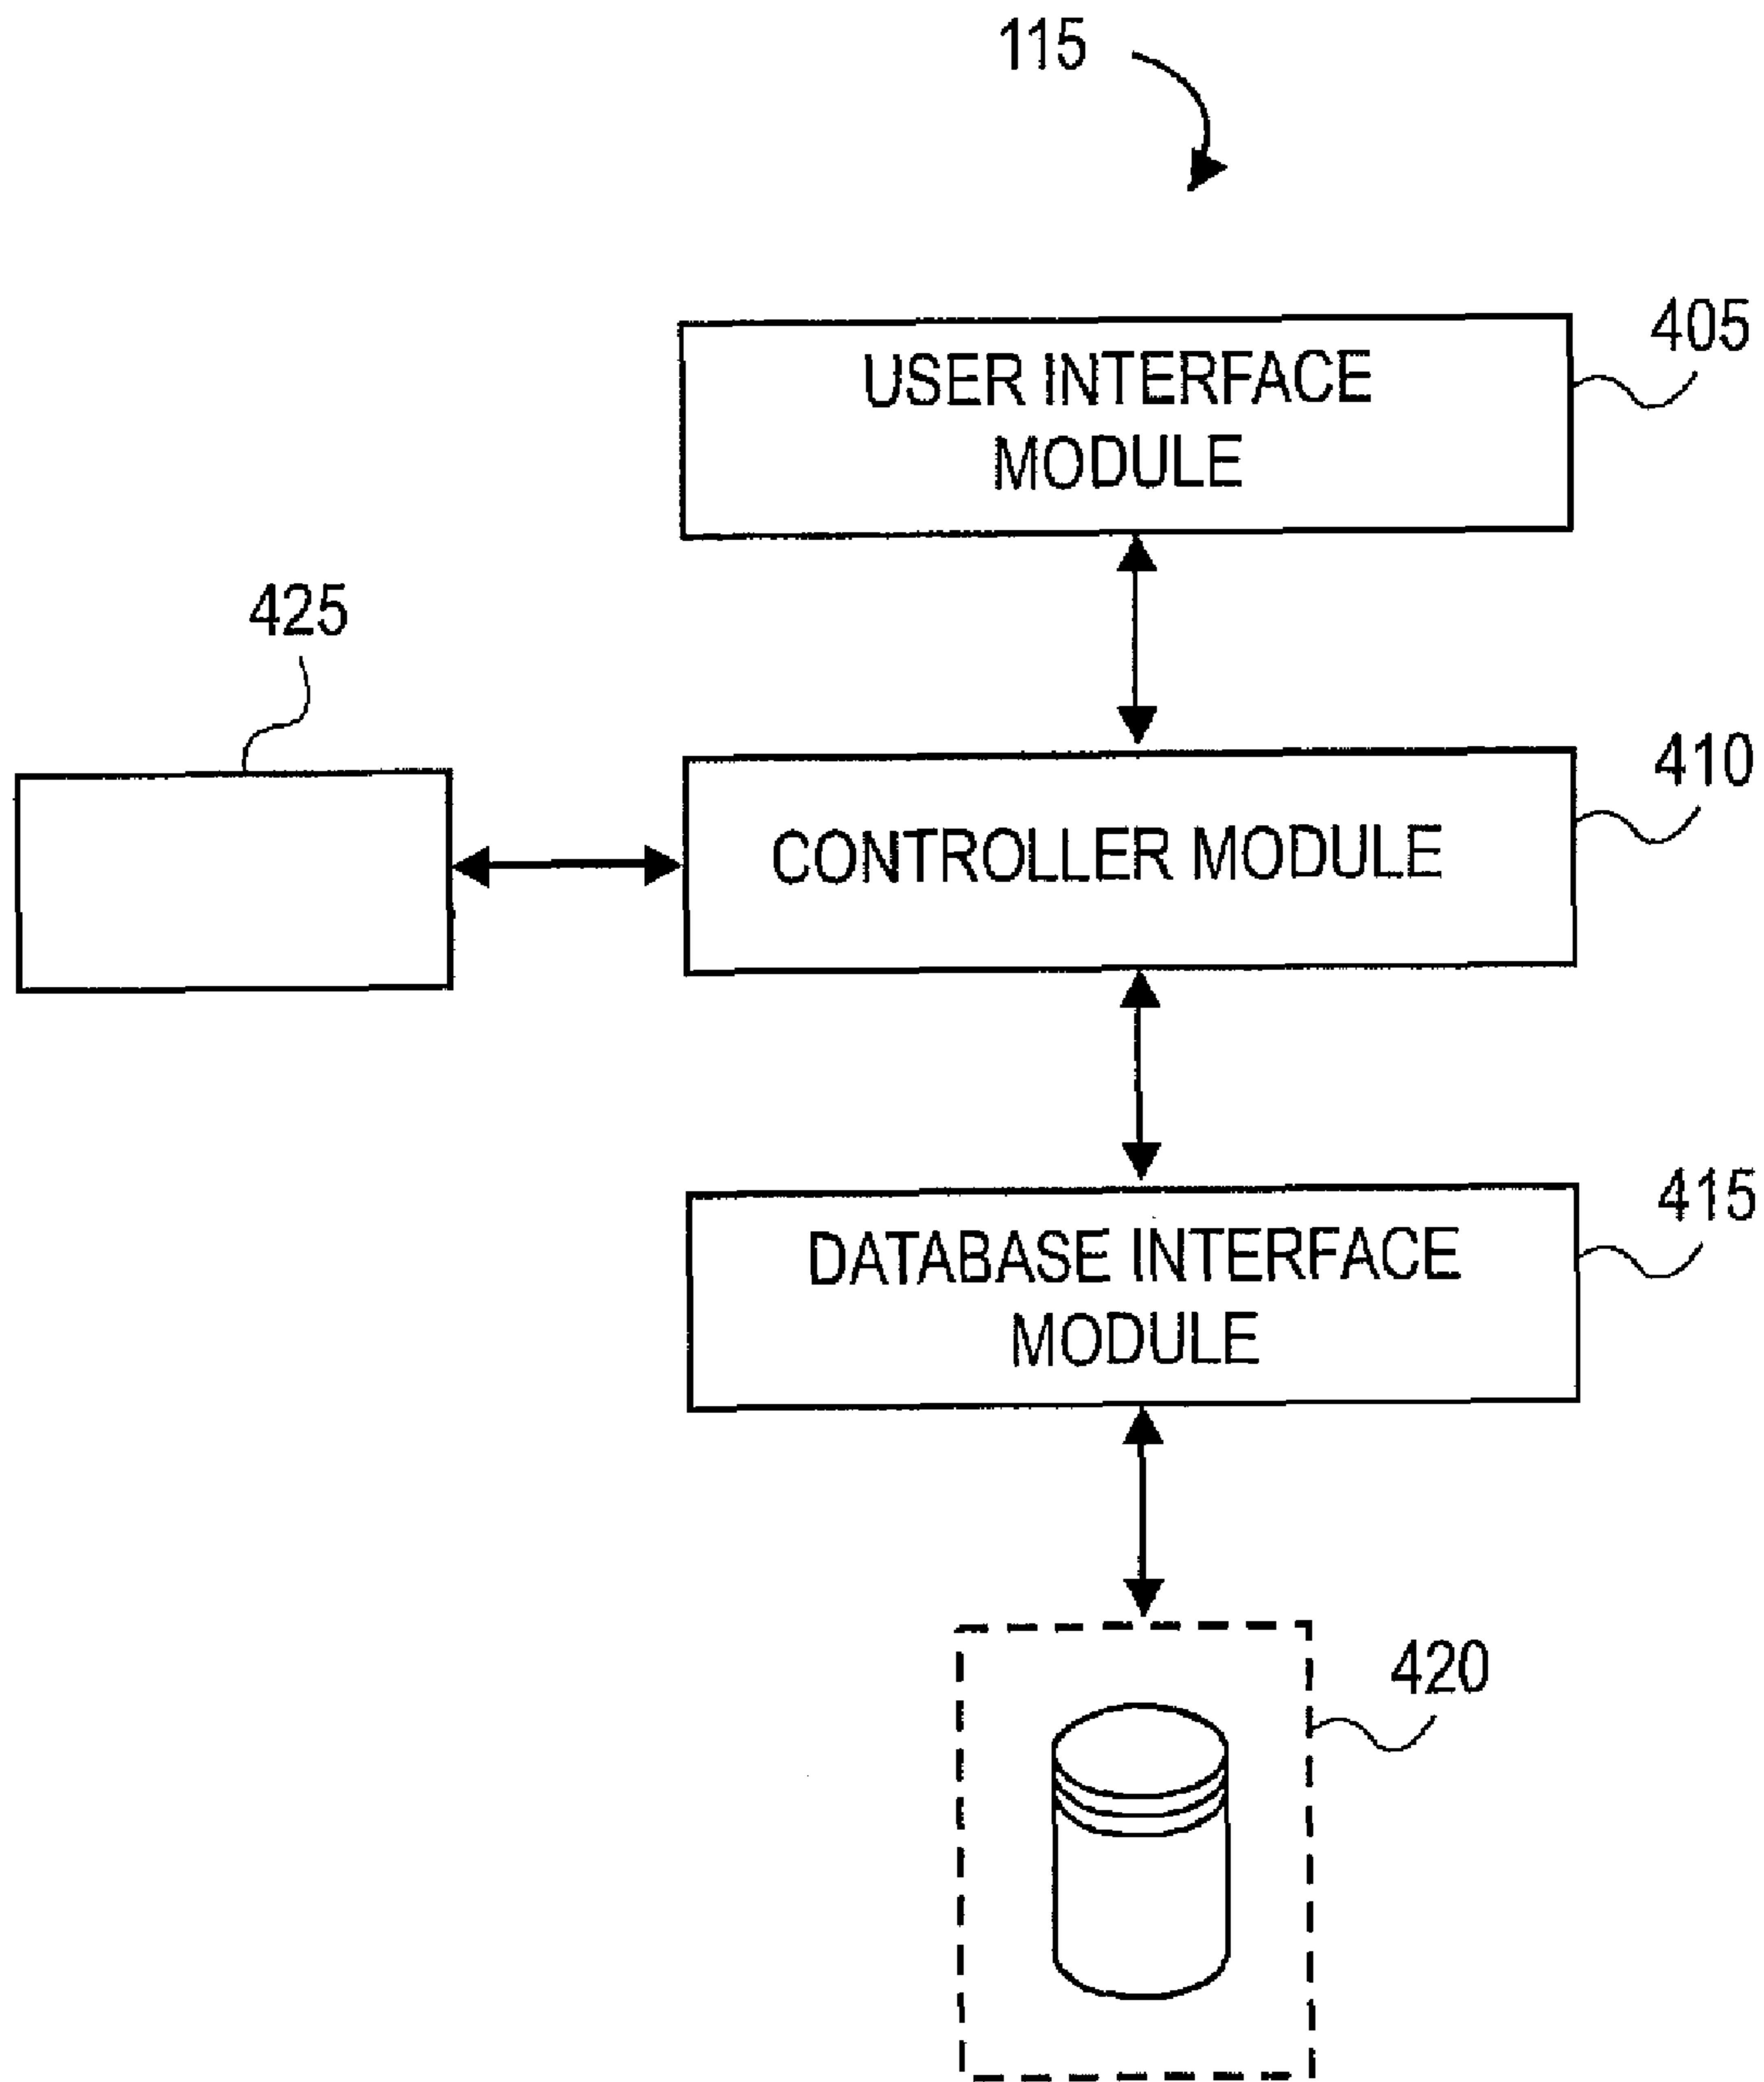 115
USER INTERFACE
MODULE
405
425
CONTROLLER MODULE
410
DATABASE INTERFACE
MODULE
415
420